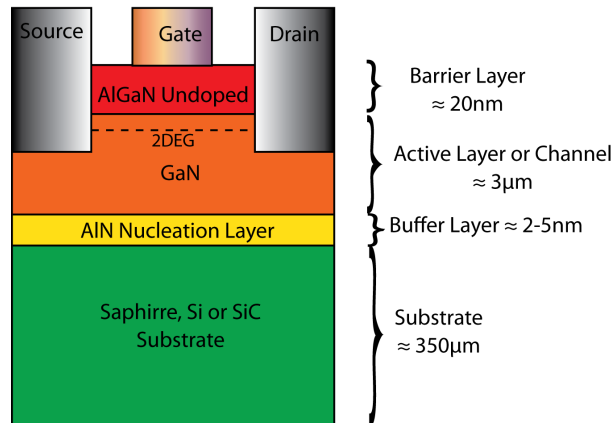 Source
Gate
Drain
AlGaN Undoped
2DEG
GaN
AlN Nucleation Layer
Saphirre, Si or SiC
Substrate
Barrier Layer
≈ 20nm
Active Layer or Channel
≈ 3µm
Buffer Layer ≈ 2-5nm
Substrate
≈ 350µm